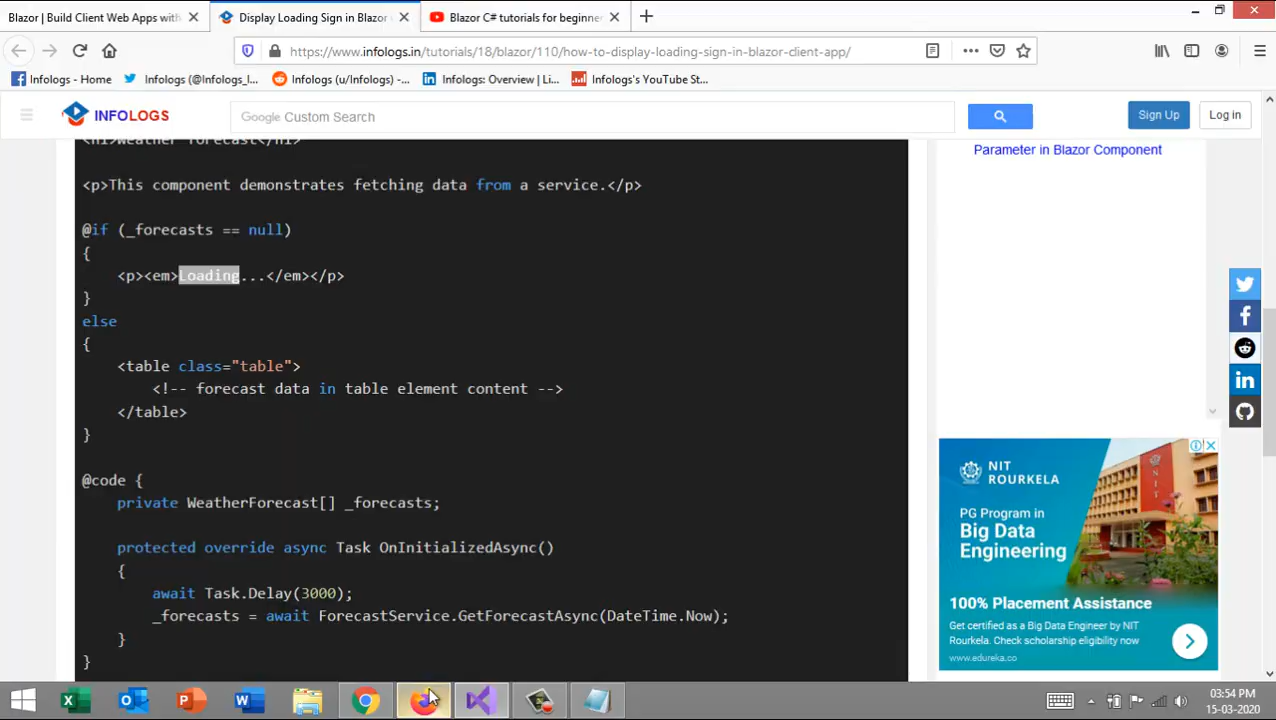 Blazor | Build Client Web Apps with
Display Loading Sign in Blazor
Blazor C# tutorials for beginne
https://www.infologs.in/tutorials/18/blazor/110/how-to-display-loading-sign-in-blazor-client-app/
Infologs - Home
Infologs (@Infologs_I...
Infologs (u/Infologs) -...
Infologs: Overview | Li...
Infologs's YouTube St...
INFOLOGS
Google Custom Search
Sign Up
Log in
<h1>Weather forecast</h1>
Parameter in Blazor Component
<p>This component demonstrates fetching data from a service.</p>
@if (_forecasts == null)
{
<p><em>Loading...</em></p>
}
else
{
<table class="table">
<!-- forecast data in table element content -->
</table>
}
@code {
private WeatherForecast[] _forecasts;
protected override async Task OnInitializedAsync()
{
await Task.Delay(3000);
_forecasts = await ForecastService.GetForecastAsync(DateTime.Now);
}
}
NIT
ROURKELA
PG Program in
Big Data
Engineering
100% Placement Assistance
Get certified as a Big Data Engineer by NIT
Rourkela. Check scholarship eligibility now
www.edureka.co
03:54 PM
15-03-2020